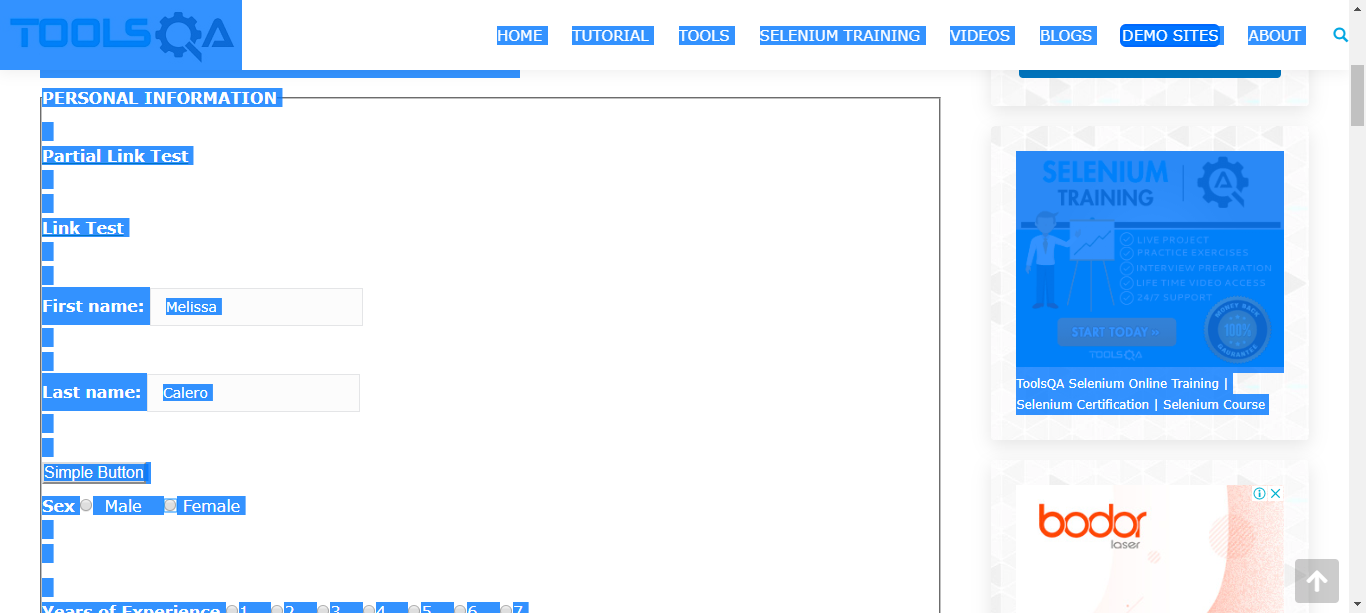 TOOLSQA
HOME TUTORIAL TOOLS SELENIUM TRAINING VIDEOS BLOGS DEMO SITES ABOUT
PERSONAL INFORMATION
Partial Link Test
Link Test
First name: Melissa
Last name: Calero
Simple Button
Sex Male Female
Years of Experience 1 2 3 4 5 6 7
SELENIUM
TRAINING
LIVE PROJECT
PRACTICE EXERCISES
INTERVIEW PREPARATION
LIFE TIME VIDEO ACCESS
24/7 SUPPORT
MONEY BACK
100%
GUARANTEE
START TODAY »
TOOLSQA
ToolsQA Selenium Online Training |
Selenium Certification | Selenium Course
bodor
laser